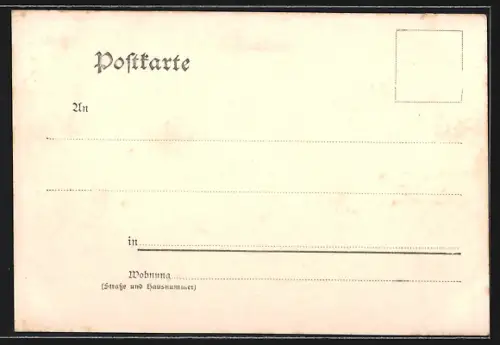 Postkarte
An
in
Wohnung
(Straße und Hausnummer)